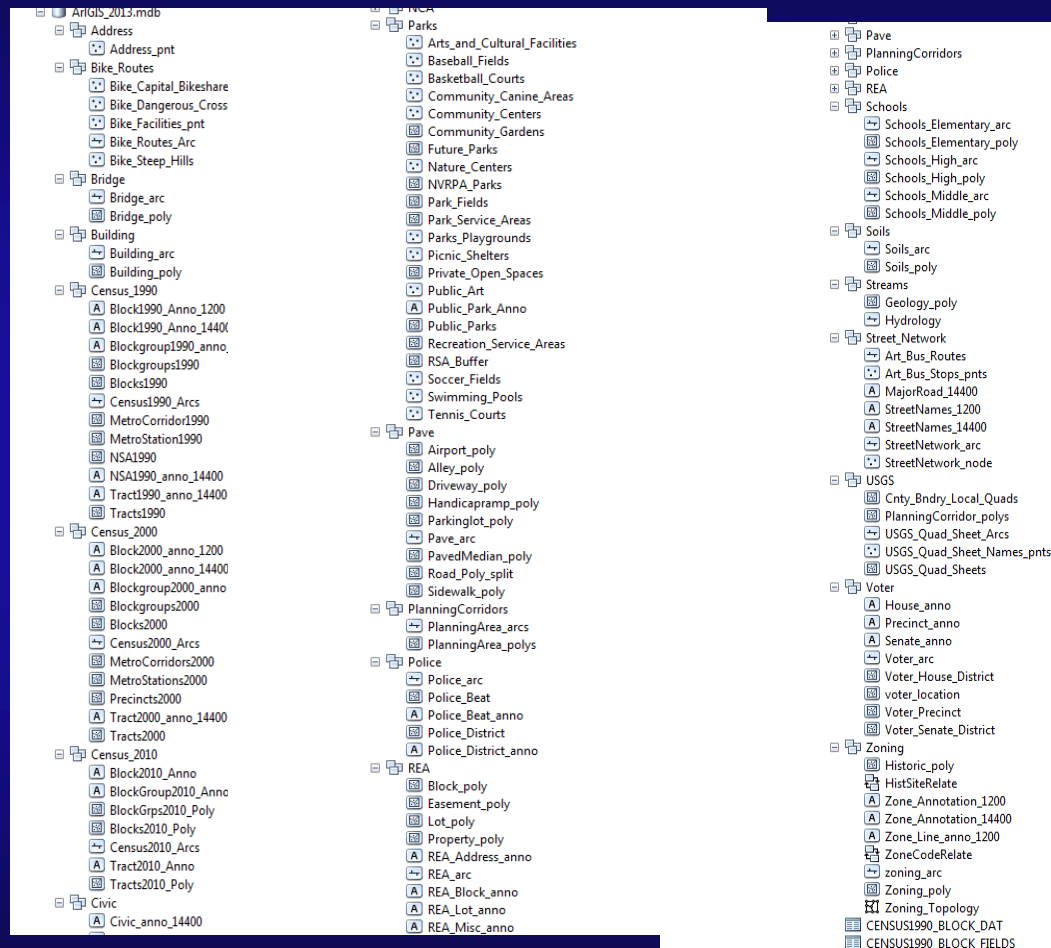 ArlGIS_2013.mdb
Address
Address_pnt
Bike_Routes
Bike_Capital_Bikeshare
Bike_Dangerous_Cross
Bike_Facilities_pnt
Bike_Routes_Arc
Bike_Steep_Hills
Bridge
Bridge_arc
Bridge_poly
Building
Building_arc
Building_poly
Census_1990
Block1990_Anno_1200
Block1990_Anno_14400
Blockgroup1990_anno_
Blockgroups1990
Blocks1990
Census1990_Arcs
MetroCorridor1990
MetroStation1990
NSA1990
NSA1990_anno_14400
Tract1990_anno_14400
Tracts1990
Census_2000
Block2000_anno_1200
Block2000_anno_14400
Blockgroup2000_anno
Blockgroups2000
Blocks2000
Census2000_Arcs
MetroCorridors2000
MetroStations2000
Precincts2000
Tract2000_anno_14400
Tracts2000
Census_2010
Block2010_Anno
BlockGroup2010_Anno
BlockGrps2010_Poly
Blocks2010_Poly
Census2010_Arcs
Tract2010_Anno
Tracts2010_Poly
Civic
Civic_anno_14400
NCA
Parks
Arts_and_Cultural_Facilities
Baseball_Fields
Basketball_Courts
Community_Canine_Areas
Community_Centers
Community_Gardens
Future_Parks
Nature_Centers
NVRPA_Parks
Park_Fields
Park_Service_Areas
Parks_Playgrounds
Picnic_Shelters
Private_Open_Spaces
Public_Art
Public_Park_Anno
Public_Parks
Recreation_Service_Areas
RSA_Buffer
Soccer_Fields
Swimming_Pools
Tennis_Courts
Pave
Airport_poly
Alley_poly
Driveway_poly
Handicapramp_poly
Parkinglot_poly
Pave_arc
PavedMedian_poly
Road_Poly_split
Sidewalk_poly
PlanningCorridors
PlanningArea_arcs
PlanningArea_polys
Police
Police_arc
Police_Beat
Police_Beat_anno
Police_District
Police_District_anno
REA
Block_poly
Easement_poly
Lot_poly
Property_poly
REA_Address_anno
REA_arc
REA_Block_anno
REA_Lot_anno
REA_Misc_anno
Pave
PlanningCorridors
Police
REA
Schools
Schools_Elementary_arc
Schools_Elementary_poly
Schools_High_arc
Schools_High_poly
Schools_Middle_arc
Schools_Middle_poly
Soils
Soils_arc
Soils_poly
Streams
Geology_poly
Hydrology
Street_Network
Art_Bus_Routes
Art_Bus_Stops_pnts
MajorRoad_14400
StreetNames_1200
StreetNames_14400
StreetNetwork_arc
StreetNetwork_node
USGS
Cnty_Bndry_Local_Quads
PlanningCorridor_polys
USGS_Quad_Sheet_Arcs
USGS_Quad_Sheet_Names_pnts
USGS_Quad_Sheets
Voter
House_anno
Precinct_anno
Senate_anno
Voter_arc
Voter_House_District
voter_location
Voter_Precinct
Voter_Senate_District
Zoning
Historic_poly
HistSiteRelate
Zone_Annotation_1200
Zone_Annotation_14400
Zone_Line_anno_1200
ZoneCodeRelate
zoning_arc
Zoning_poly
Zoning_Topology
CENSUS1990_BLOCK_DAT
CENSUS1990_BLOCK_FIELDS